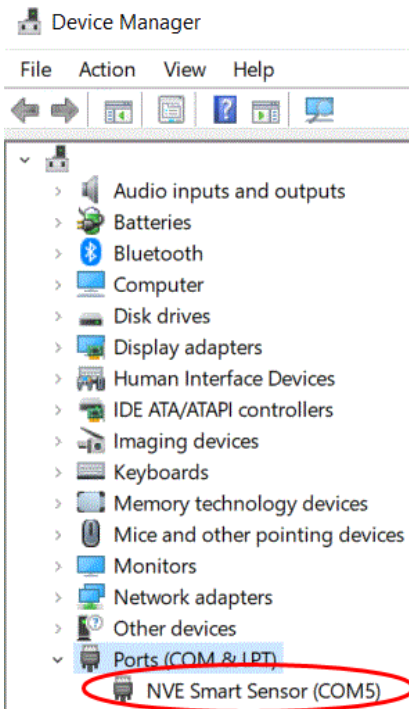 Device Manager
File Action View Help
Audio inputs and outputs
Batteries
Bluetooth
Computer
Disk drives
Display adapters
Human Interface Devices
IDE ATA/ATAPI controllers
Imaging devices
Keyboards
Memory technology devices
Mice and other pointing devices
Monitors
Network adapters
Other devices
Ports (COM & LPT)
NVE Smart Sensor (COM5)